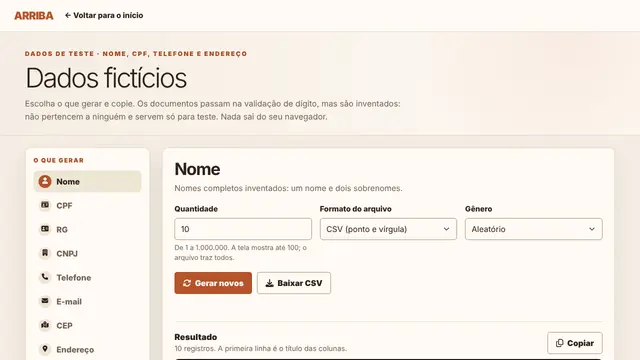 ARRIBA
← Voltar para o início
DADOS DE TESTE · NOME, CPF, TELEFONE E ENDEREÇO
Dados fictícios
Escolha o que gerar e copie. Os documentos passam na validação de dígito, mas são inventados:
não pertencem a ninguém e servem só para teste. Nada sai do seu navegador.
O QUE GERAR
Nome
CPF
RG
CNPJ
Telefone
E-mail
CEP
Endereço
Nome
Nomes completos inventados: um nome e dois sobrenomes.
Quantidade
10
De 1 a 1.000.000. A tela mostra até 100; o
arquivo traz todos.
Formato do arquivo
CSV (ponto e vírgula)
Gênero
Aleatório
Gerar novos
Baixar CSV
Resultado
10 registros. A primeira linha é o título das colunas.
Copiar